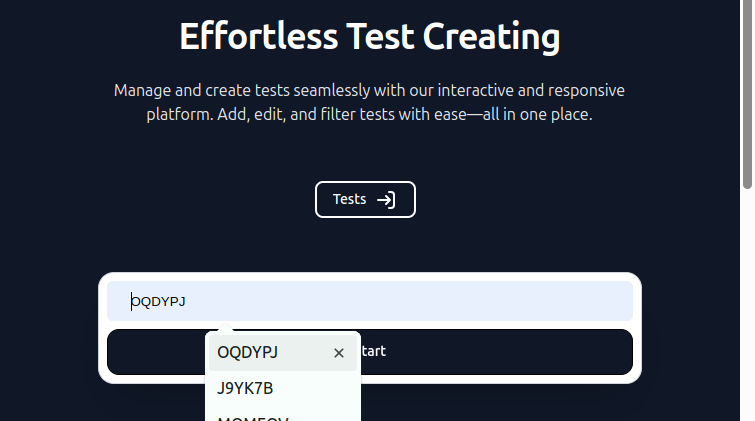 Effortless Test Creating
Manage and create tests seamlessly with our interactive and responsive
platform. Add, edit, and filter tests with ease—all in one place.
Tests
OQDYPJ
tart
OQDYPJ
J9YK7B